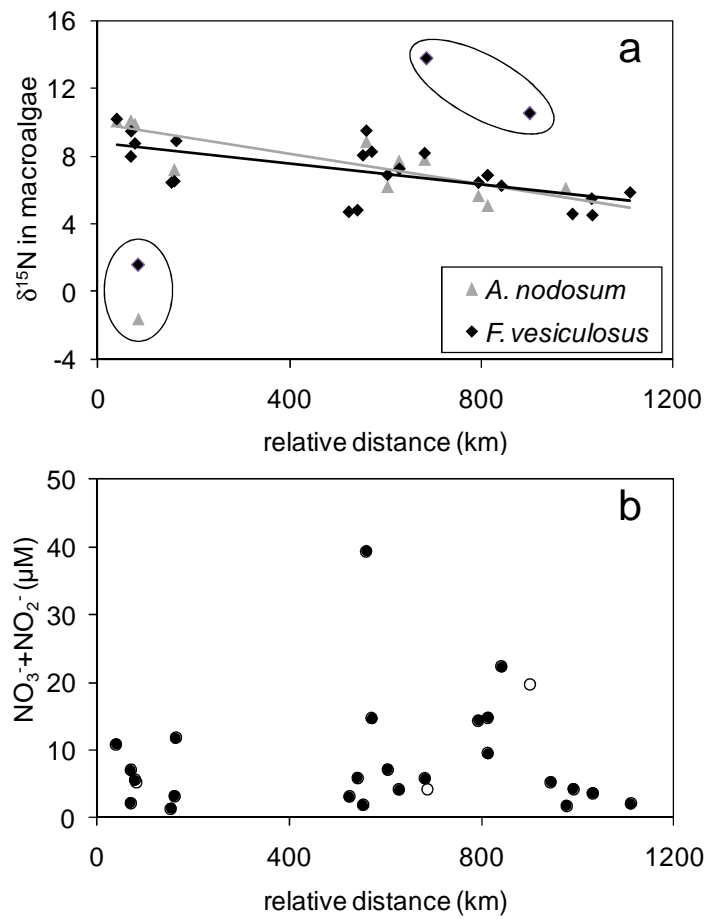 a
16
12
8
4
0
-4
δ¹⁵N in macroalgae
A. nodosum
F. vesiculosus
0 400 800 1200
relative distance (km)
b
50
40
30
20
10
0
NO₃⁻+NO₂⁻ (µM)
0 400 800 1200
relative distance (km)